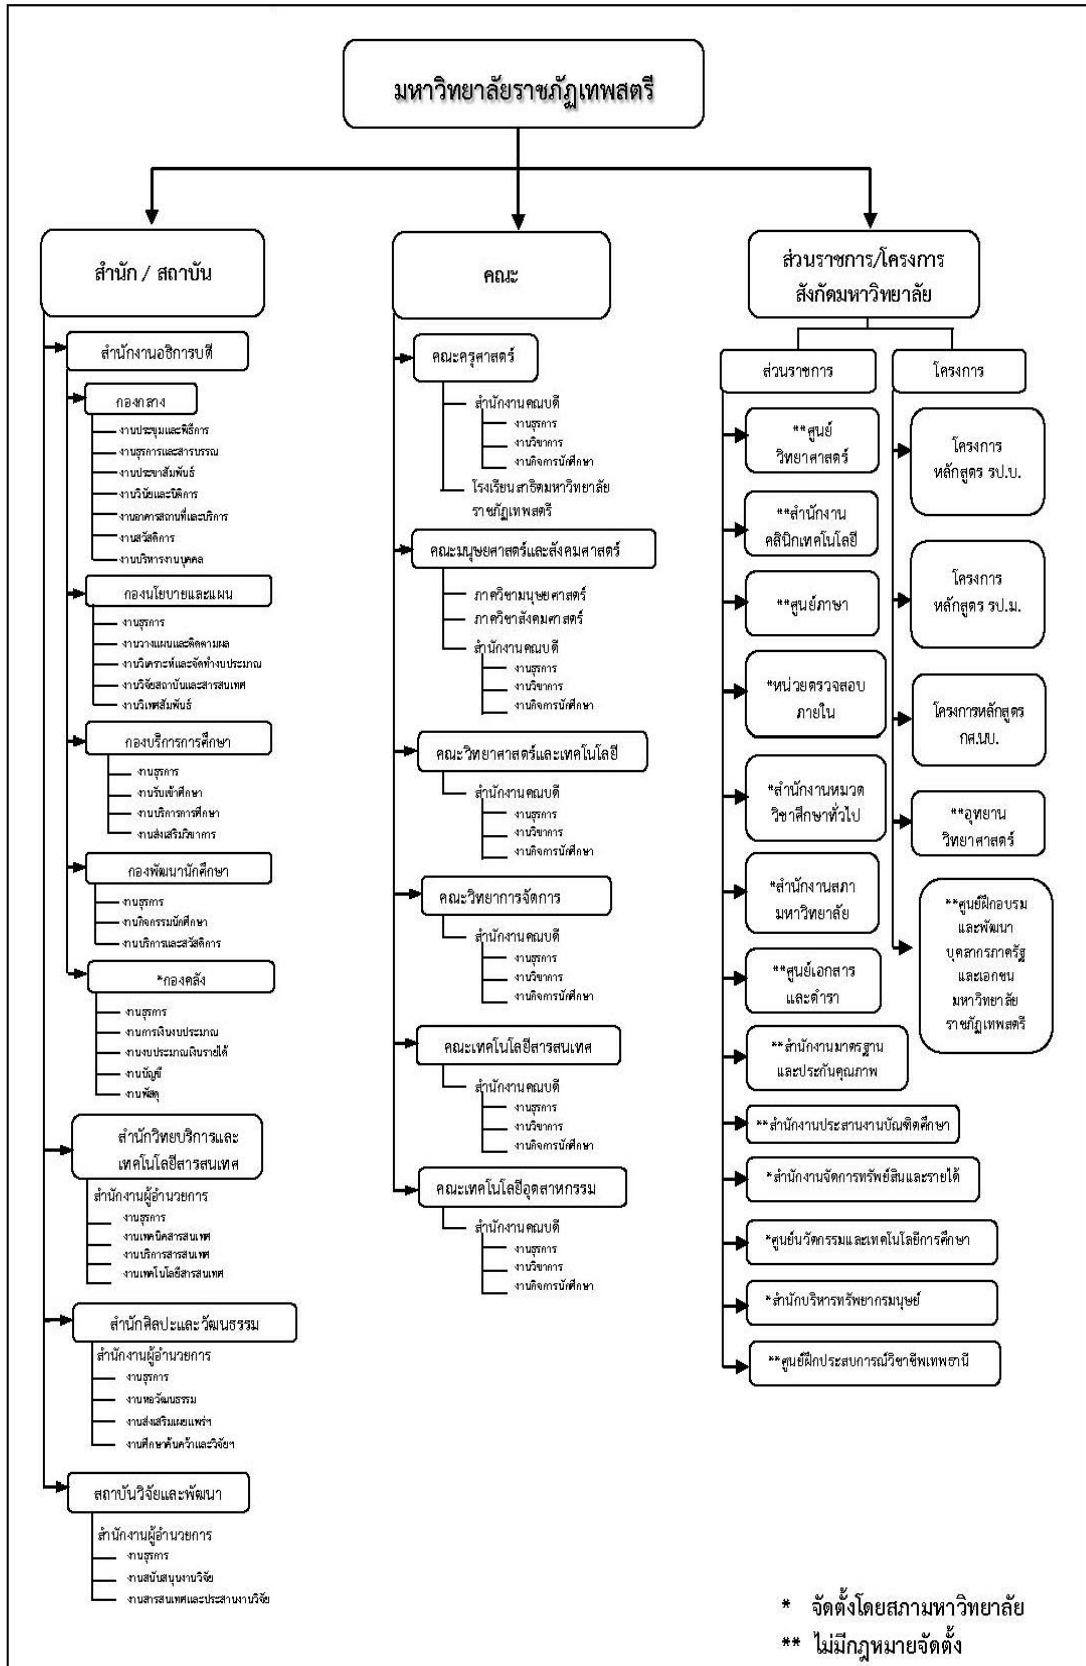 มหาวิทยาลัยราชภัฏเทพสตรี
สำนัก / สถาบัน
สำนักงานอธิการบดี
กองกลาง
งานประชุมและพิธีการ
งานธุรการและสารบรรณ
งานประชาสัมพันธ์
งานวินัยและนิติการ
งานอาคารสถานที่และบริการ
งานสวัสดิการ
งานบริหารงานบุคคล
กองนโยบายและแผน
งานธุรการ
งานวางแผนและติดตามผล
งานวิเคราะห์และจัดทำงบประมาณ
งานวิจัยสถาบันและสารสนเทศ
งานวิเทศสัมพันธ์
กองบริการการศึกษา
งานธุรการ
งานรับเข้าศึกษา
งานบริการการศึกษา
งานส่งเสริมวิชาการ
กองพัฒนานักศึกษา
งานธุรการ
งานกิจกรรมนักศึกษา
งานบริการและสวัสดิการ
*กองคลัง
งานธุรการ
งานการเงินงบประมาณ
งานงบประมาณเงินรายได้
งานบัญชี
งานพัสดุ
สำนักวิทยบริการและ
เทคโนโลยีสารสนเทศ
สำนักงานผู้อำนวยการ
งานธุรการ
งานเทคนิคสารสนเทศ
งานบริการสารสนเทศ
งานเทคโนโลยีสารสนเทศ
สำนักศิลปะและวัฒนธรรม
สำนักงานผู้อำนวยการ
งานธุรการ
งานหอวัฒนธรรม
งานส่งเสริมเผยแพร่ฯ
งานศึกษาค้นคว้าและวิจัยฯ
สถาบันวิจัยและพัฒนา
สำนักงานผู้อำนวยการ
งานธุรการ
งานสนับสนุนงานวิจัย
งานสารสนเทศและประสานงานวิจัย
คณะ
คณะครุศาสตร์
สำนักงานคณบดี
งานธุรการ
งานวิชาการ
งานกิจการนักศึกษา
โรงเรียนสาธิตมหาวิทยาลัย
ราชภัฏเทพสตรี
คณะมนุษยศาสตร์และสังคมศาสตร์
ภาควิชามนุษยศาสตร์
ภาควิชาสังคมศาสตร์
สำนักงานคณบดี
งานธุรการ
งานวิชาการ
งานกิจการนักศึกษา
คณะวิทยาศาสตร์และเทคโนโลยี
สำนักงานคณบดี
งานธุรการ
งานวิชาการ
งานกิจการนักศึกษา
คณะวิทยาการจัดการ
สำนักงานคณบดี
งานธุรการ
งานวิชาการ
งานกิจการนักศึกษา
คณะเทคโนโลยีสารสนเทศ
สำนักงานคณบดี
งานธุรการ
งานวิชาการ
งานกิจการนักศึกษา
คณะเทคโนโลยีอุตสาหกรรม
สำนักงานคณบดี
งานธุรการ
งานวิชาการ
งานกิจการนักศึกษา
ส่วนราชการ/โครงการ
สังกัดมหาวิทยาลัย
ส่วนราชการ
**ศูนย์
วิทยาศาสตร์
**สำนักงาน
คลินิกเทคโนโลยี
**ศูนย์ภาษา
*หน่วยตรวจสอบ
ภายใน
*สำนักงานหมวด
วิชาศึกษาทั่วไป
*สำนักงานสภา
มหาวิทยาลัย
**ศูนย์เอกสาร
และตำรา
**สำนักงานมาตรฐาน
และประกันคุณภาพ
**สำนักงานประสานงานบัณฑิตศึกษา
*สำนักงานจัดการทรัพย์สินและรายได้
*ศูนย์นวัตกรรมและเทคโนโลยีการศึกษา
*สำนักบริหารทรัพยากรมนุษย์
**ศูนย์ฝึกประสบการณ์วิชาชีพเทพธานี
โครงการ
โครงการ
หลักสูตร รป.บ.
โครงการ
หลักสูตร รป.ม.
โครงการหลักสูตร
กศ.นบ.
**อุทยาน
วิทยาศาสตร์
**ศูนย์ฝึกอบรม
และพัฒนา
บุคลากรภาครัฐ
และเอกชน
มหาวิทยาลัย
ราชภัฏเทพสตรี
* จัดตั้งโดยสภามหาวิทยาลัย
** ไม่มีกฎหมายจัดตั้ง